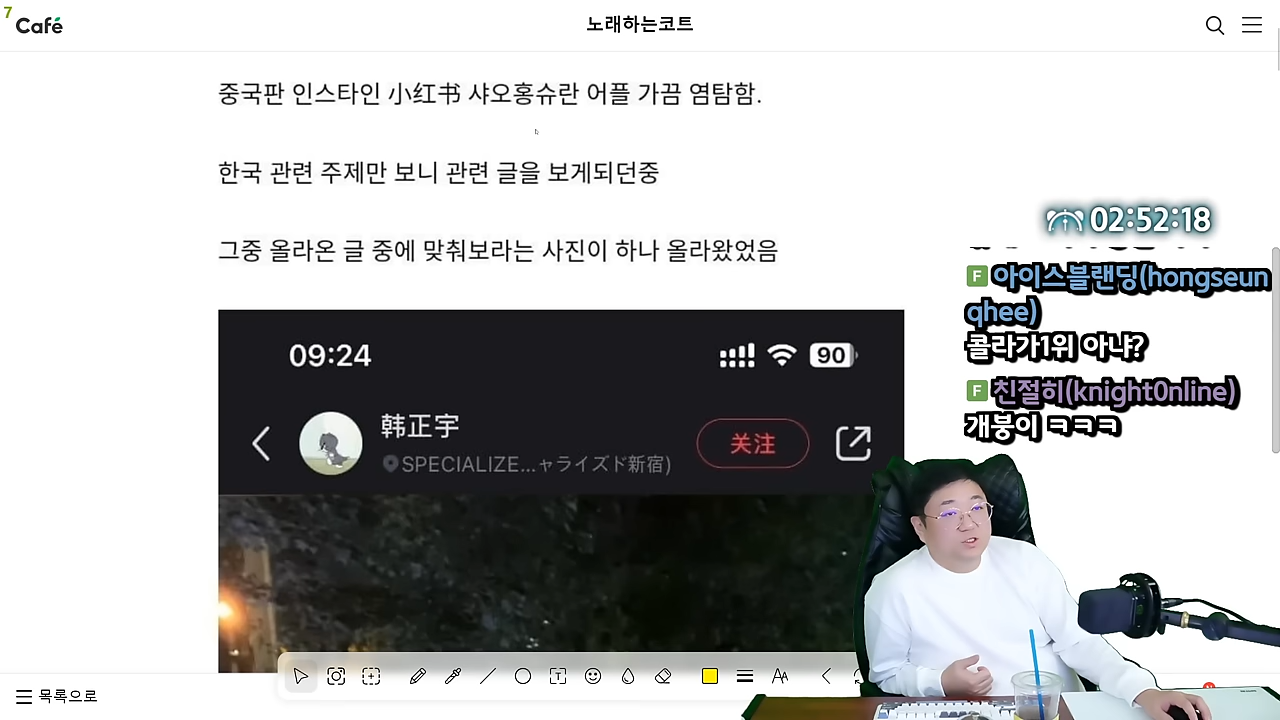 7
Café
노래하는코트
중국판 인스타인 小红书 샤오홍슈란 어플 가끔 염탐함.
한국 관련 주제만 보니 관련 글을 보게되던중
그중 올라온 글 중에 맞춰보라는 사진이 하나 올라왔었음
02:52:18
F 아이스블랜딩(hongseun
qhee)
콜라가1위 아냐?
F 친절히(knight0nline)
개붕이 ㅋㅋㅋ
09:24
90
韩正宇
SPECIALIZE...ャライズド新宿)
关注
T
AA
목록으로